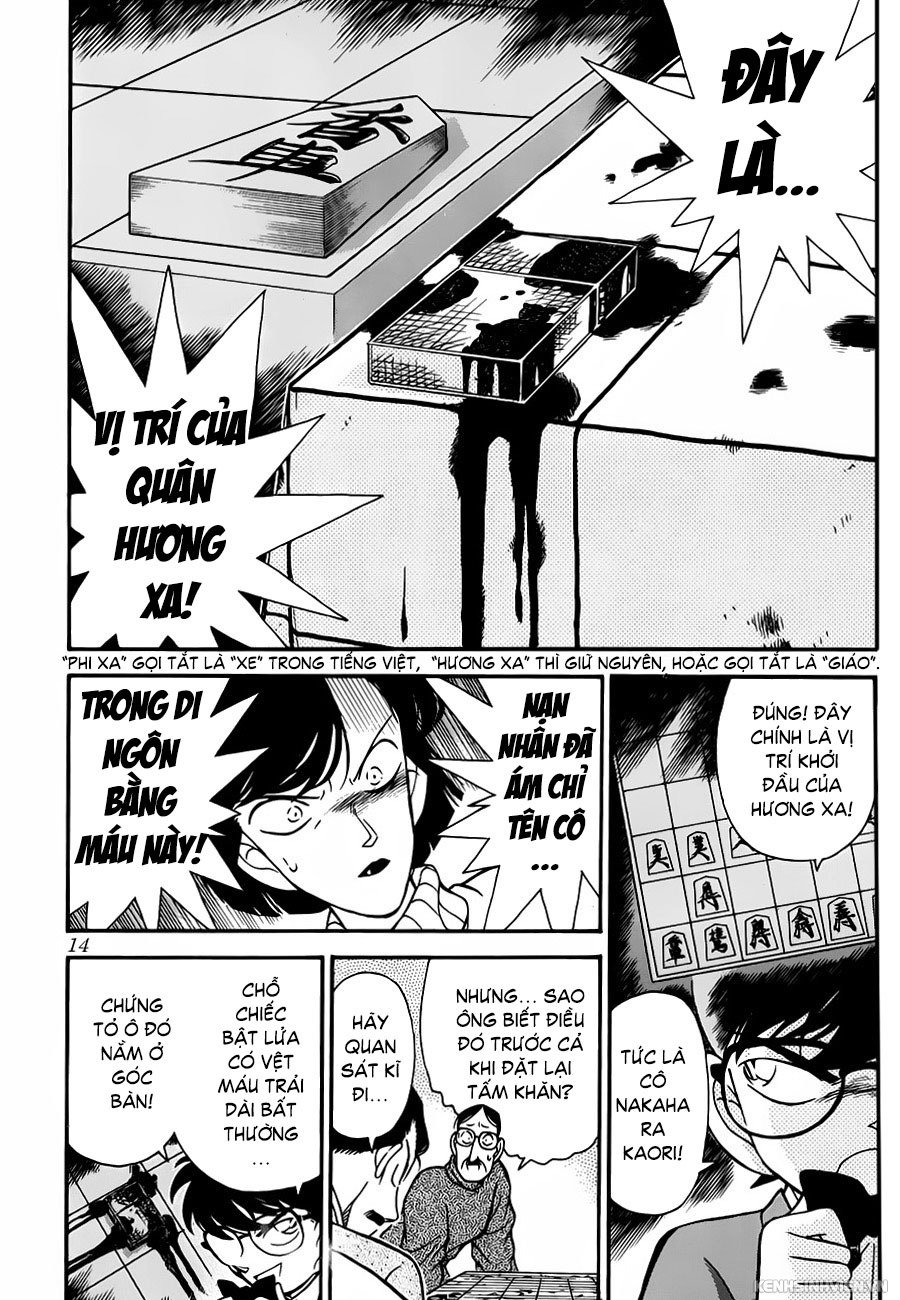 ĐÂY
LÀ...
香車
VỊ TRÍ CỦA
QUÂN
HƯƠNG
XA!
“PHI XA” GỌI TẮT LÀ “XE” TRONG TIẾNG VIỆT, “HƯƠNG XA” THÌ GIỮ NGUYÊN, HOẶC GỌI TẮT LÀ “GIÁO”.
ĐÚNG! ĐÂY
CHÍNH LÀ VỊ
TRÍ KHỞI
ĐẦU CỦA
HƯƠNG XA!
TỨC LÀ
CÔ
NAKAHA
RA
KAORI!
NẠN
NHÂN ĐÃ
ÁM CHỈ
TÊN CÔ
...
TRONG DI
NGÔN
BẰNG
MÁU NÀY!
14
NHƯNG... SAO
ÔNG BIẾT ĐIỀU
ĐÓ TRƯỚC CẢ
KHI ĐẶT LẠI
TẤM KHĂN?
HÃY
QUAN
SÁT KĨ
ĐI...
CHỖ
CHIẾC
BẬT LỬA
CÓ VỆT
MÁU TRẢI
DÀI BẤT
THƯỜNG
...
CHỨNG
TỎ Ô ĐÓ
NẰM Ở
GÓC
BÀN!
KENHSINHVIEN.VN